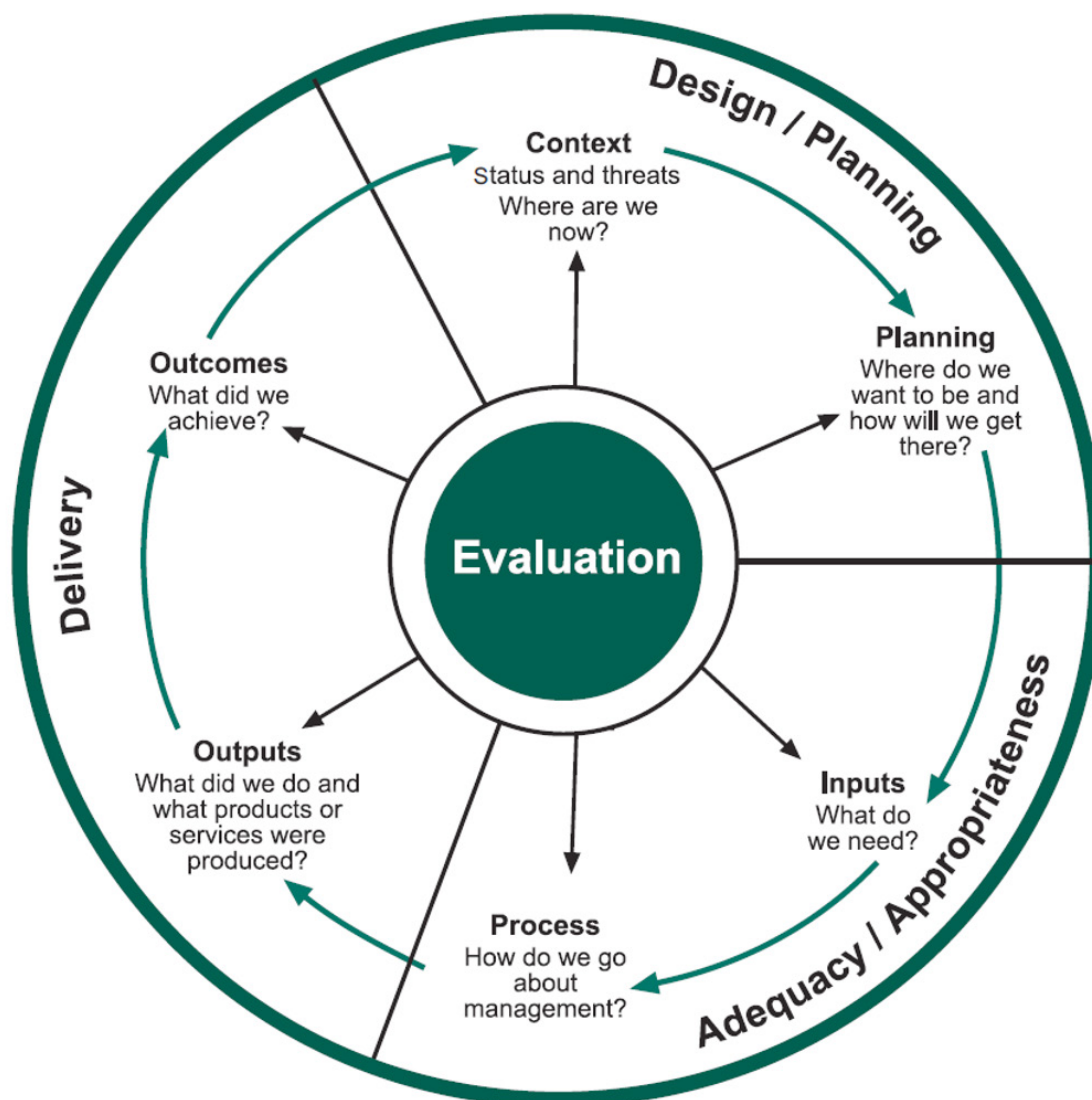 Design / Planning
Context
Status and threats
Where are we
now?
Planning
Where do we
want to be and
how will we get
there?
Outcomes
What did we
achieve?
Delivery
Evaluation
Outputs
What did we do and
what products or
services were
produced?
Inputs
What do
we need?
Process
How do we go
about
management?
Adequacy / Appropriateness